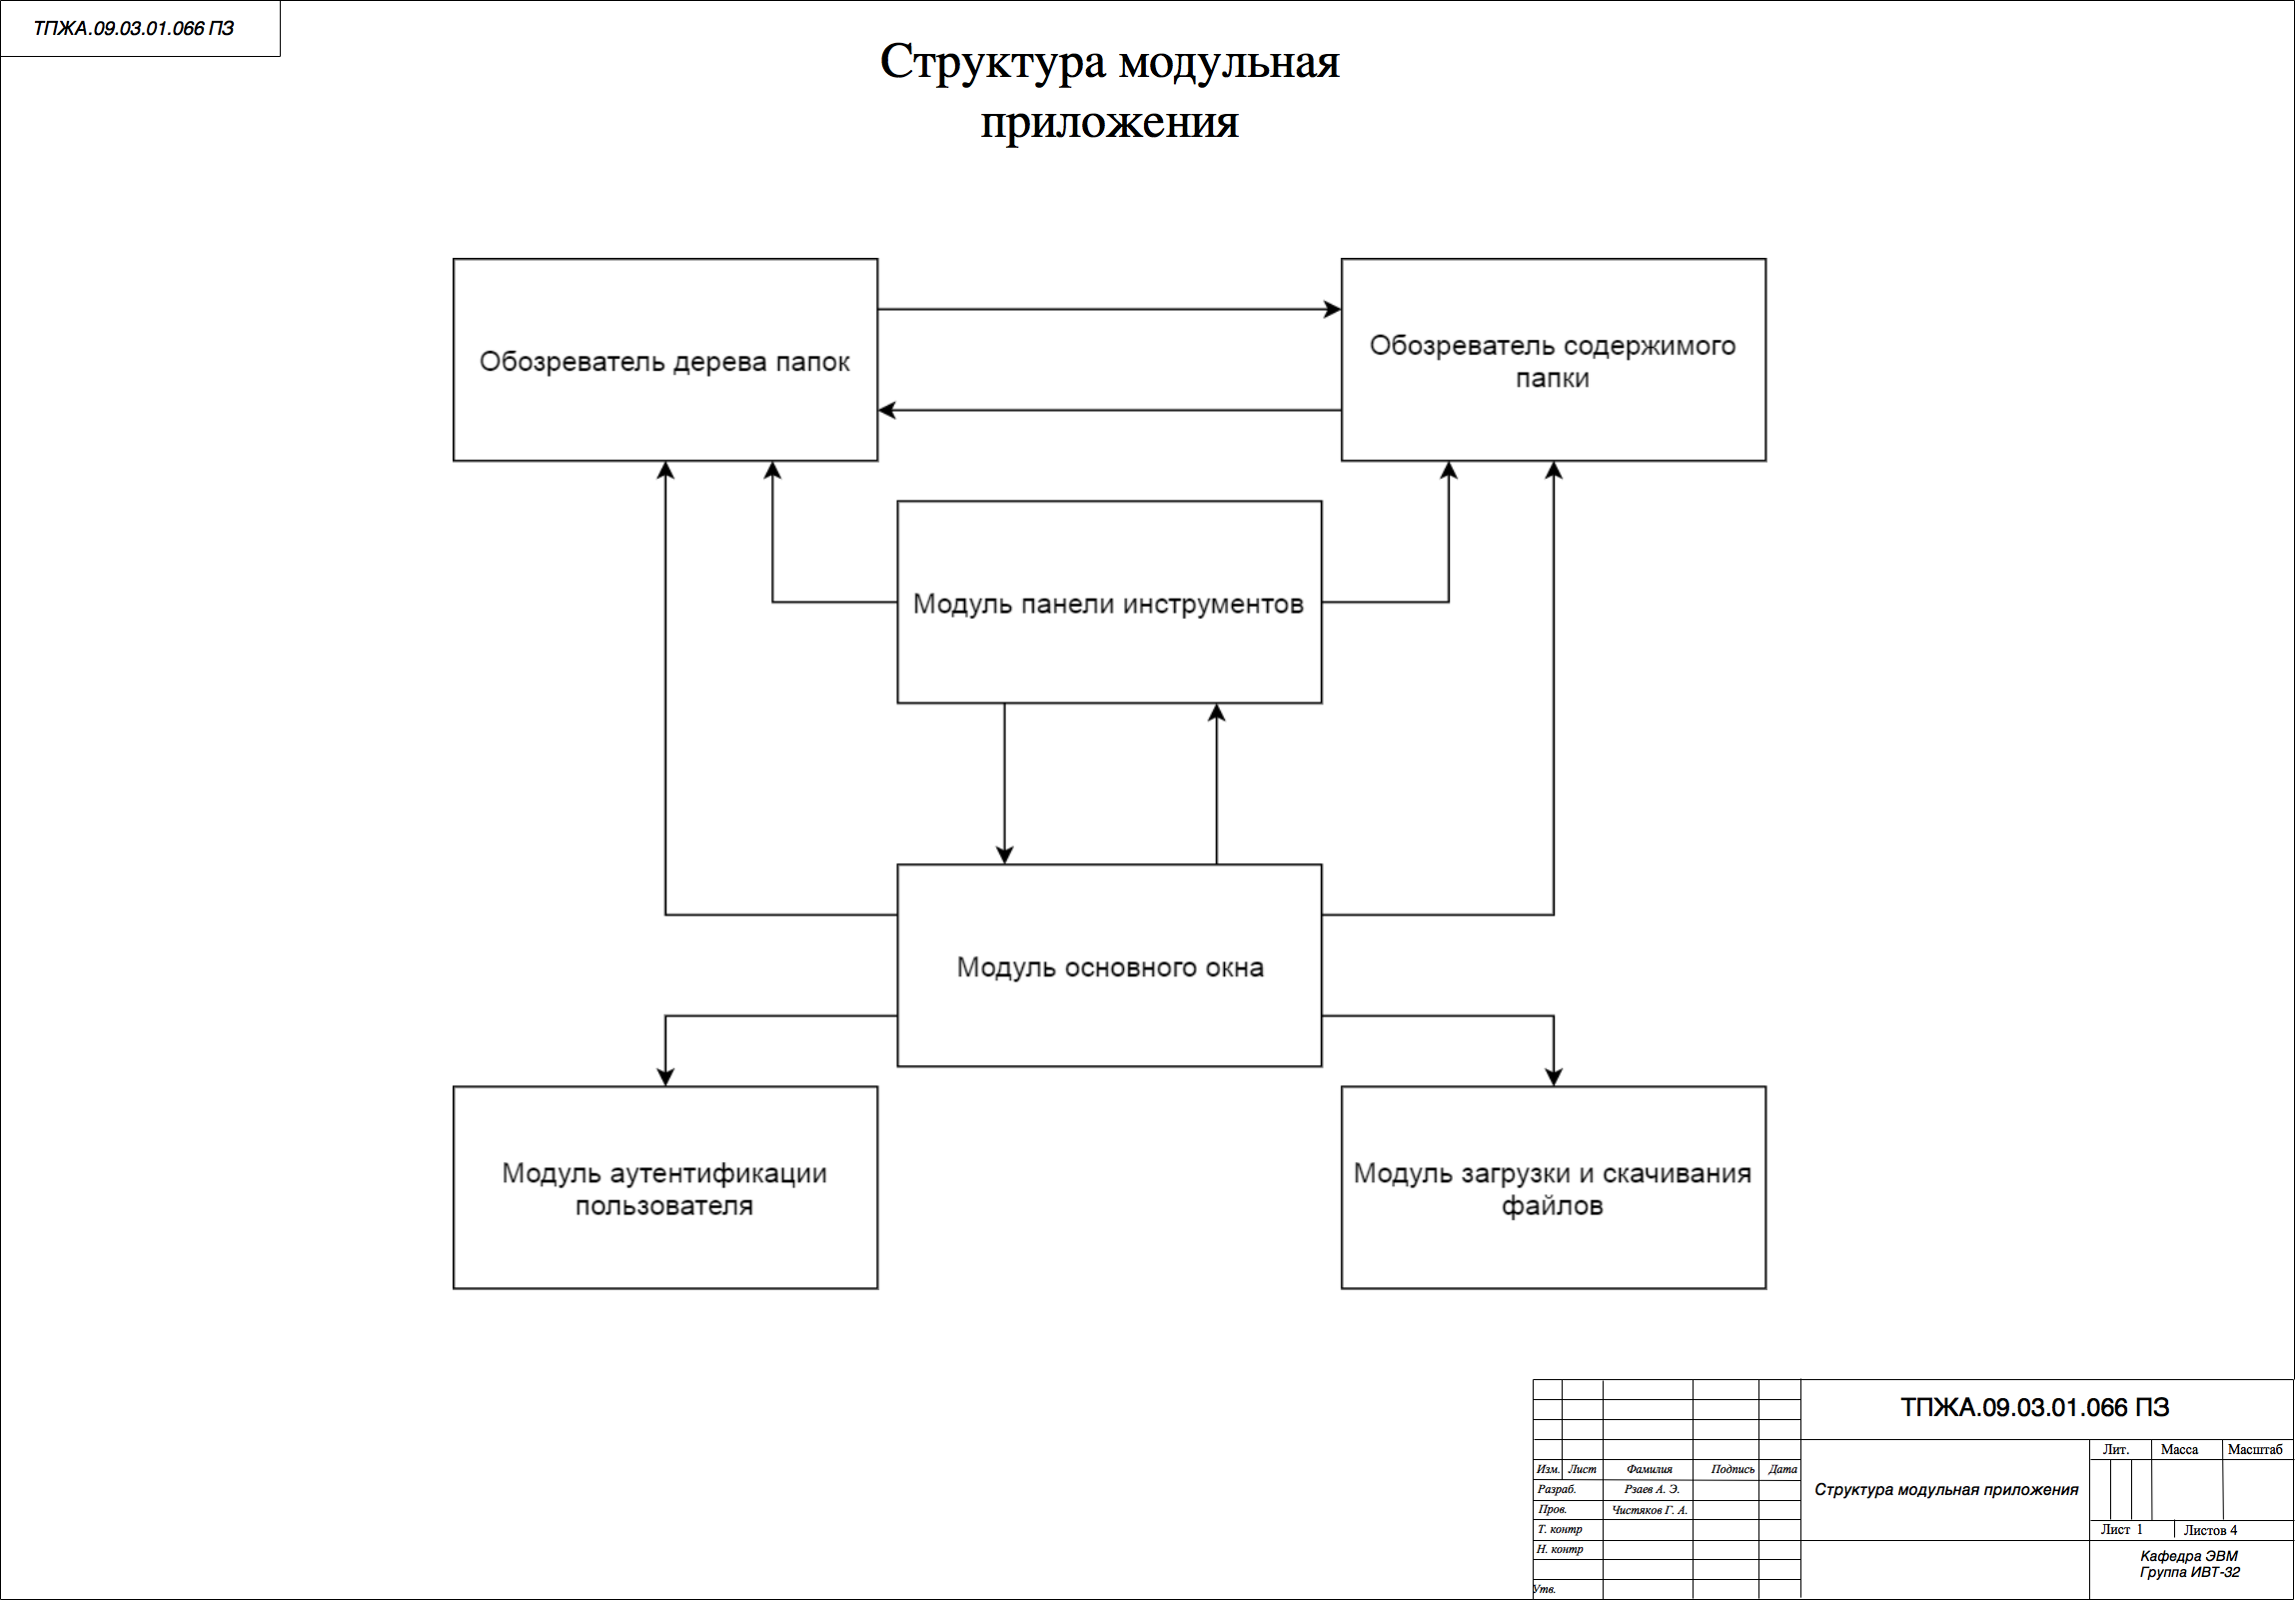 ТПЖА.09.03.01.066 ПЗ
Структура модульная
приложения
Обозреватель дерева папок
Обозреватель содержимого
папки
Модуль панели инструментов
Модуль основного окна
Модуль аутентификации
пользователя
Модуль загрузки и скачивания
файлов
ТПЖА.09.03.01.066 ПЗ
Лит. Масса Масштаб
Изм. Лист Фамилия Подпись Дата
Разраб. Рзаев А. Э.
Структура модульная приложения
Пров. Чистяков Г. А.
Т. контр
Лист 1 Листов 4
Н. контр
Кафедра ЭВМ
Группа ИВТ-32
Утв.